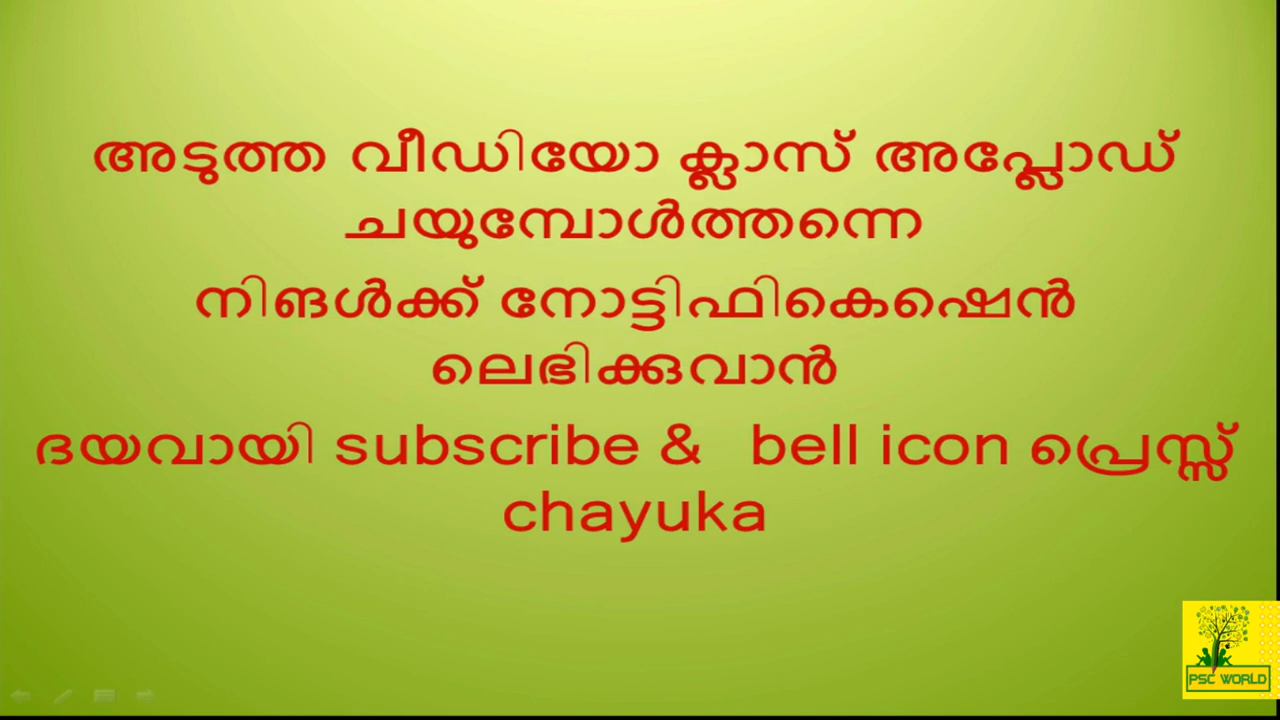 അടുത്ത വീഡിയോ ക്ലാസ് അപ്ലോഡ്
ചയുമ്പോൾത്തന്നെ
നിങൾക്ക് നോട്ടിഫികെഷെൻ
ലെഭിക്കുവാൻ
ദയവായി subscribe & bell icon പ്രെസ്സ്
chayuka
PSC WORLD